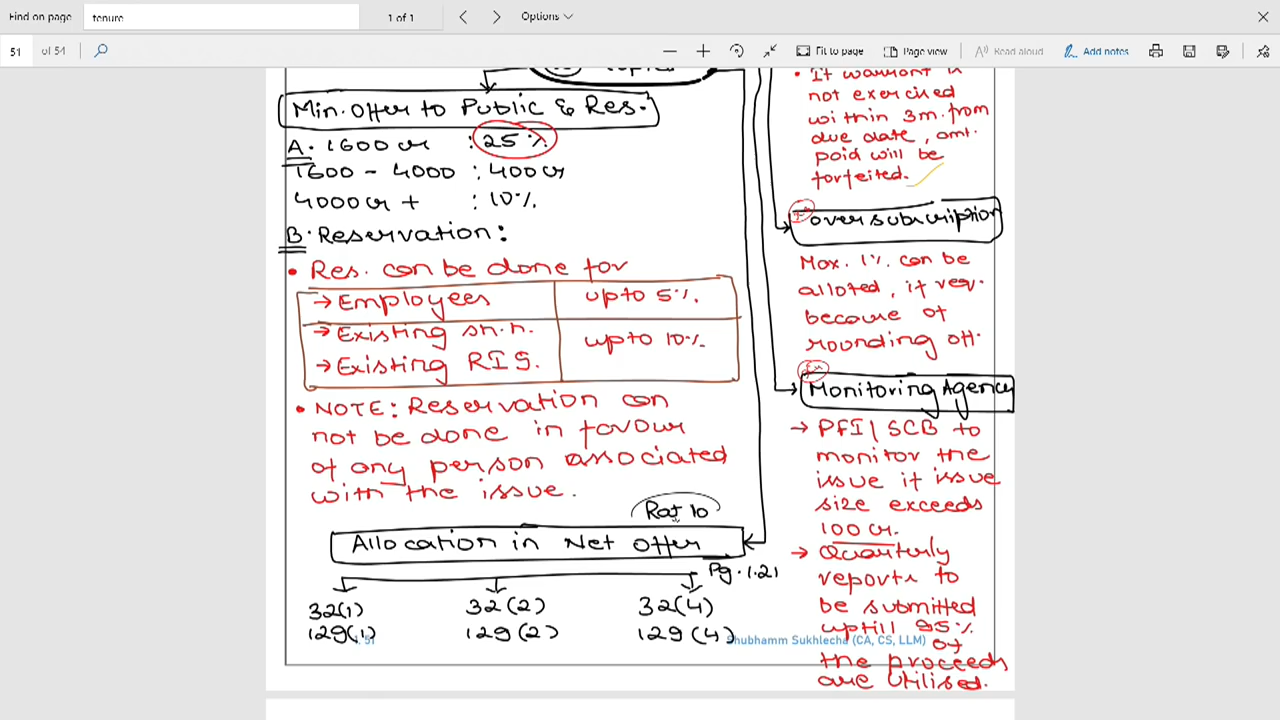 Find on page
tenure
1 of 1
Options
51
of 54
Fit to page
Page view
Read aloud
Add notes
Min. Offer to Public & Res.
A. 1600 cr : 25%
1600 - 4000 : 400 cr
4000 cr + : 10%
B. Reservation:
• Res. can be done for
→ Employees upto 5%.
→ Existing sh.h.
→ Existing RIS. upto 10%
• NOTE: Reservation can
not be done in favour
of any person associated
with the issue.
Allocation in Net Offer
Pg. 1.21
32(1) 32(2) 32(4)
129(1) 129(2) 129(4)
51
Shubhamm Sukhlecha (CA, CS, LLM)
• If warrant is
not exercised
within 3m. from
due date, amt.
paid will be
forfeited.
oversubscription
Max. 1% can be
alloted, if req.
because of
rounding off.
Monitoring Agency
→ PFI/SCB to
monitor the
issue if issue
size exceeds
100 cr.
→ Quarterly
reports to
be submitted
uptill 95%
of
the proceeds
are utilised.